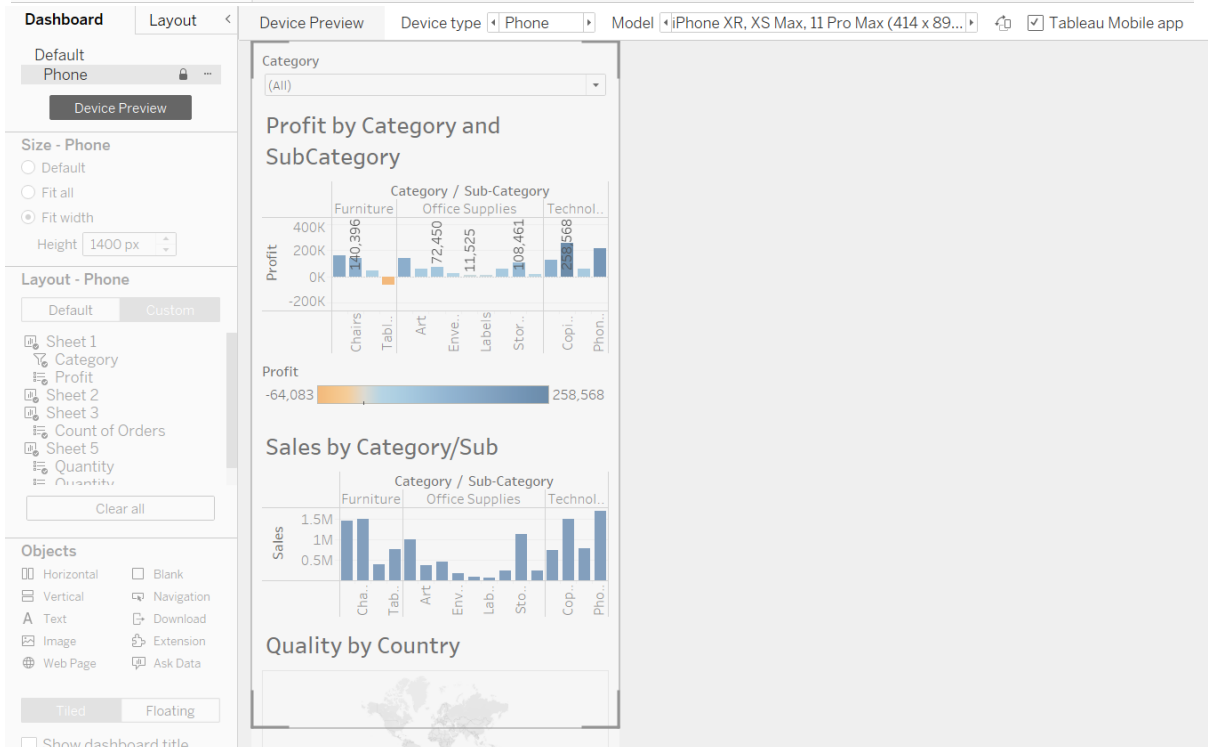 Dashboard
Layout
<
Default
Phone
Device Preview
Size - Phone
Default
Fit all
Fit width
Height 1400 px
Layout - Phone
Default Custom
Sheet 1
Category
Profit
Sheet 2
Sheet 3
Count of Orders
Sheet 5
Quantity
Quantity
Clear all
Objects
Horizontal Blank
Vertical Navigation
A Text Download
Image Extension
Web Page Ask Data
Tiled Floating
Show dashboard title
Device Preview Device type Phone Model iPhone XR, XS Max, 11 Pro Max (414 x 89... Tableau Mobile app
Category
(All)
Profit by Category and
SubCategory
Category / Sub-Category
Furniture Office Supplies Technol..
Profit
400K
200K
0K
-200K
140,396
72,450
11,525
108,461
258,568
Chairs
Tabl..
Art
Enve..
Labels
Stor..
Copi..
Phon..
Profit
-64,083 258,568
Sales by Category/Sub
Category / Sub-Category
Furniture Office Supplies Technol..
Sales
1.5M
1M
0.5M
Cha..
Tab..
Art
Env..
Lab..
Sto..
Cop..
Pho..
Quality by Country